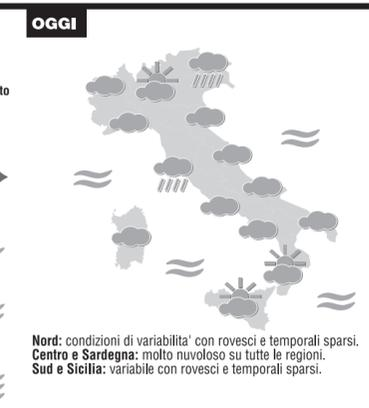 OGGI
to
Nord: condizioni di variabilita' con rovesci e temporali sparsi.
Centro e Sardegna: molto nuvoloso su tutte le regioni.
Sud e Sicilia: variabile con rovesci e temporali sparsi.